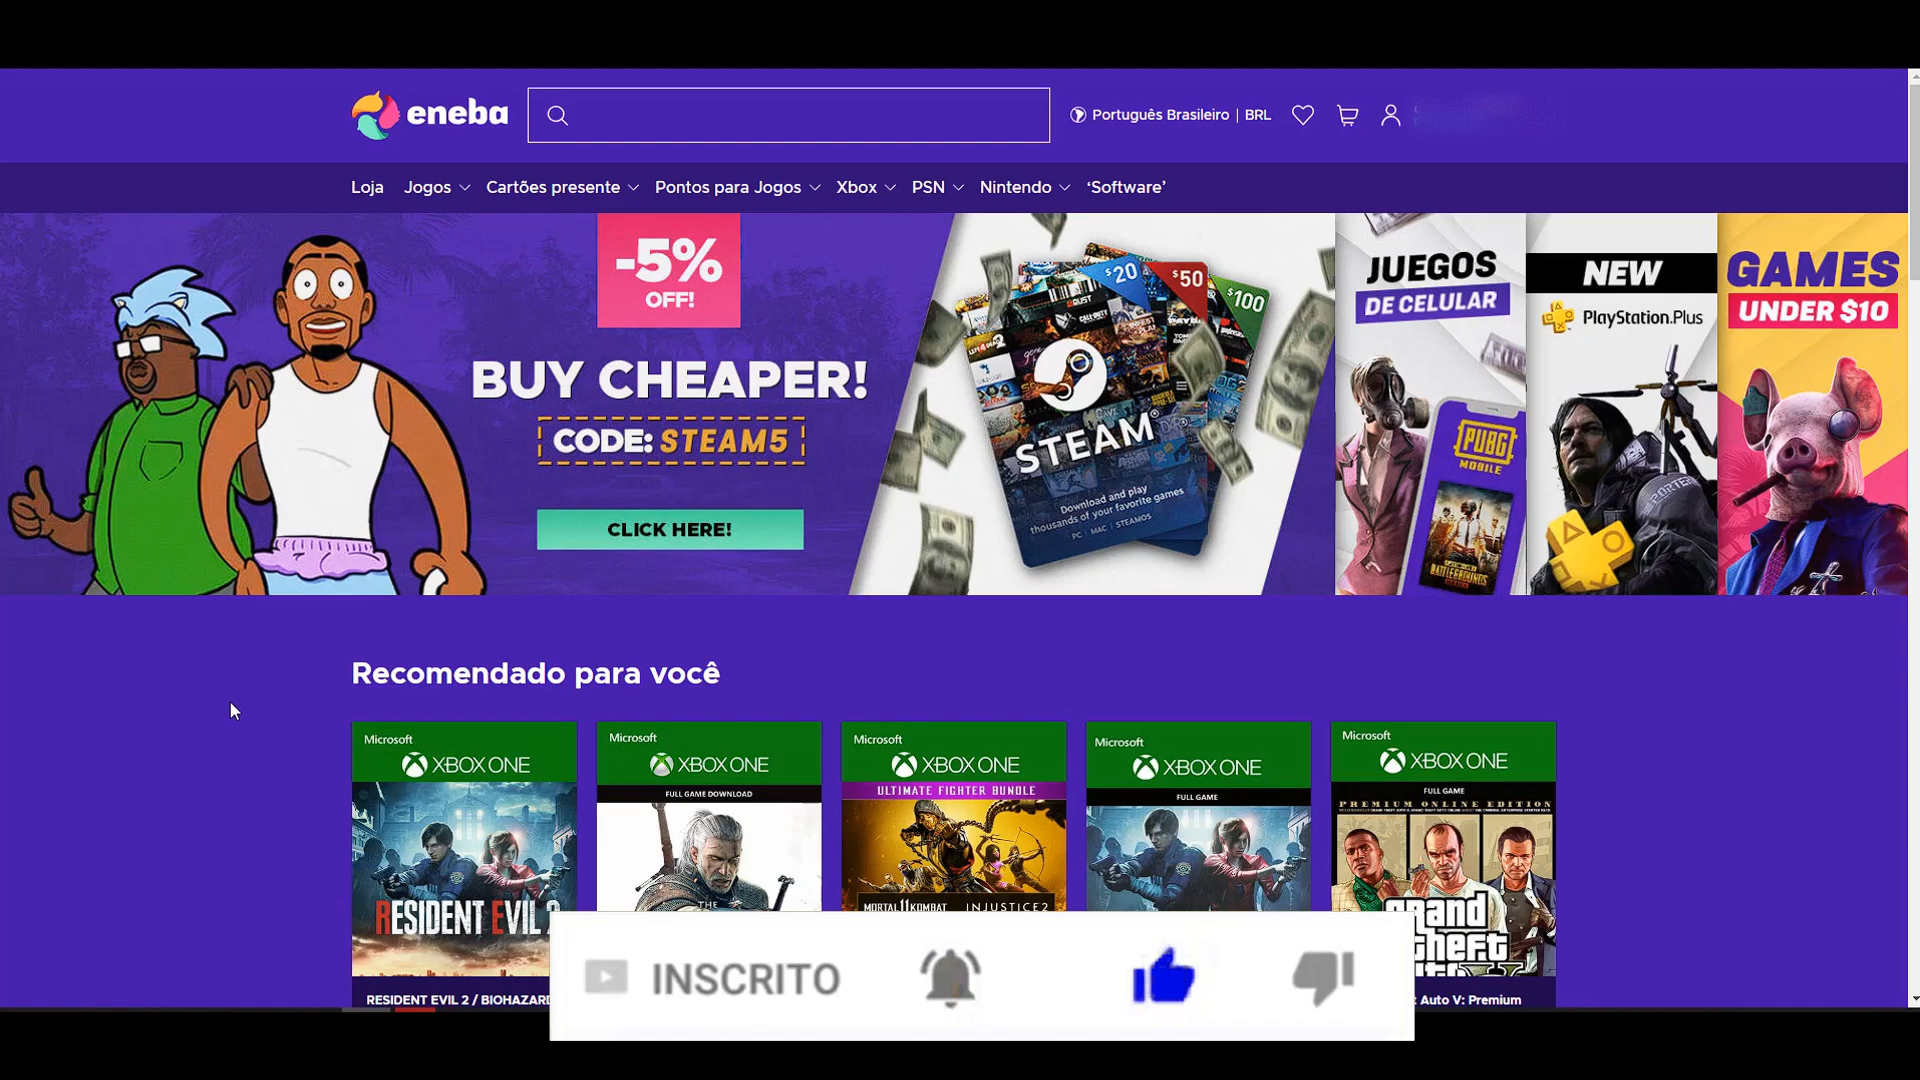 eneba
Português Brasileiro | BRL
Loja Jogos Cartões presente Pontos para Jogos Xbox PSN Nintendo ‘Software’
-5%
OFF!
BUY CHEAPER!
CODE: STEAM5
CLICK HERE!
$20 $50 $100
STEAM®
Download and play
thousands of your favorite games
PC | MAC | STEAMOS
JUEGOS
DE CELULAR
PUBG
MOBILE
NEW
PlayStation.Plus
GAMES
UNDER $10
Recomendado para você
Microsoft
XBOX ONE
RESIDENT EVIL 2
RESIDENT EVIL 2 / BIOHAZARD
Microsoft
XBOX ONE
FULL GAME DOWNLOAD
THE
Microsoft
XBOX ONE
ULTIMATE FIGHTER BUNDLE
MORTAL KOMBAT 11 INJUSTICE 2
Microsoft
XBOX ONE
FULL GAME
Microsoft
XBOX ONE
FULL GAME
PREMIUM ONLINE EDITION
grand
theft
Auto V: Premium
INSCRITO